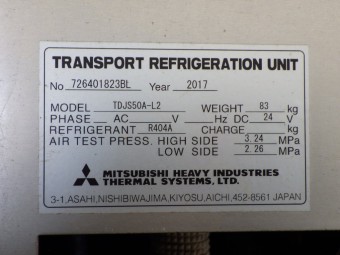 TRANSPORT REFRIGERATION UNIT
No 726401823BL Year 2017
MODEL TDJS50A-L2 WEIGHT 83 kg
PHASE AC V Hz DC 24 V
REFRIGERANT R404A CHARGE kg
AIR TEST PRESS. HIGH SIDE 3.24 MPa
LOW SIDE 2.26 MPa
MITSUBISHI HEAVY INDUSTRIES
THERMAL SYSTEMS, LTD.
3-1,ASAHI,NISHIBIWAJIMA,KIYOSU,AICHI,452-8561 JAPAN